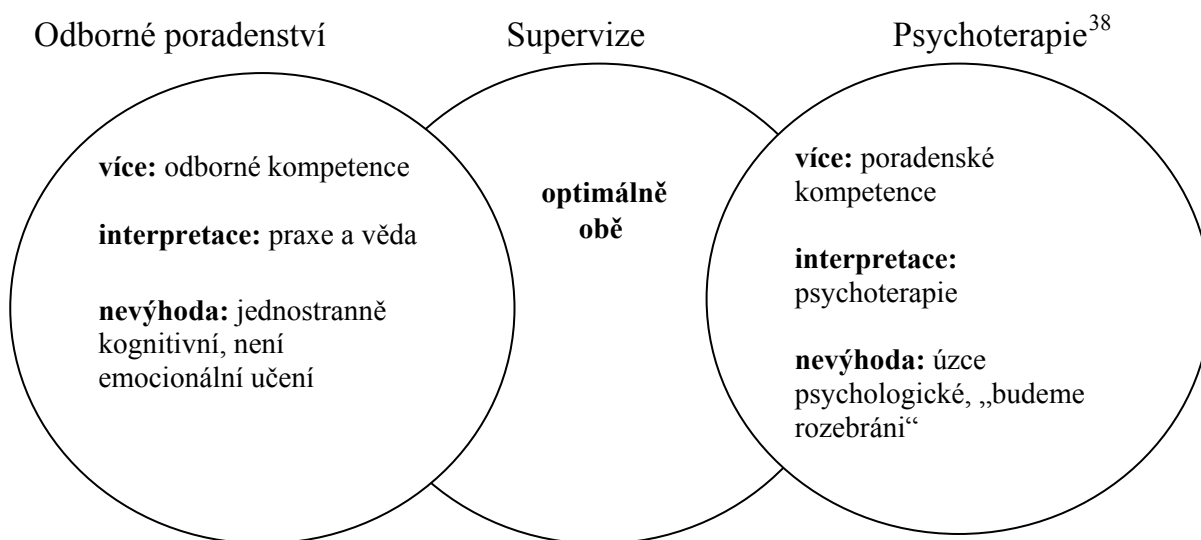 Odborné poradenství
Supervize
Psychoterapie38
více: odborné kompetence
interpretace: praxe a věda
nevýhoda: jednostranně
kognitivní, není
emocionální učení
optimálně
obě
více: poradenské
kompetence
interpretace:
psychoterapie
nevýhoda: úzce
psychologické, „budeme
rozebráni“